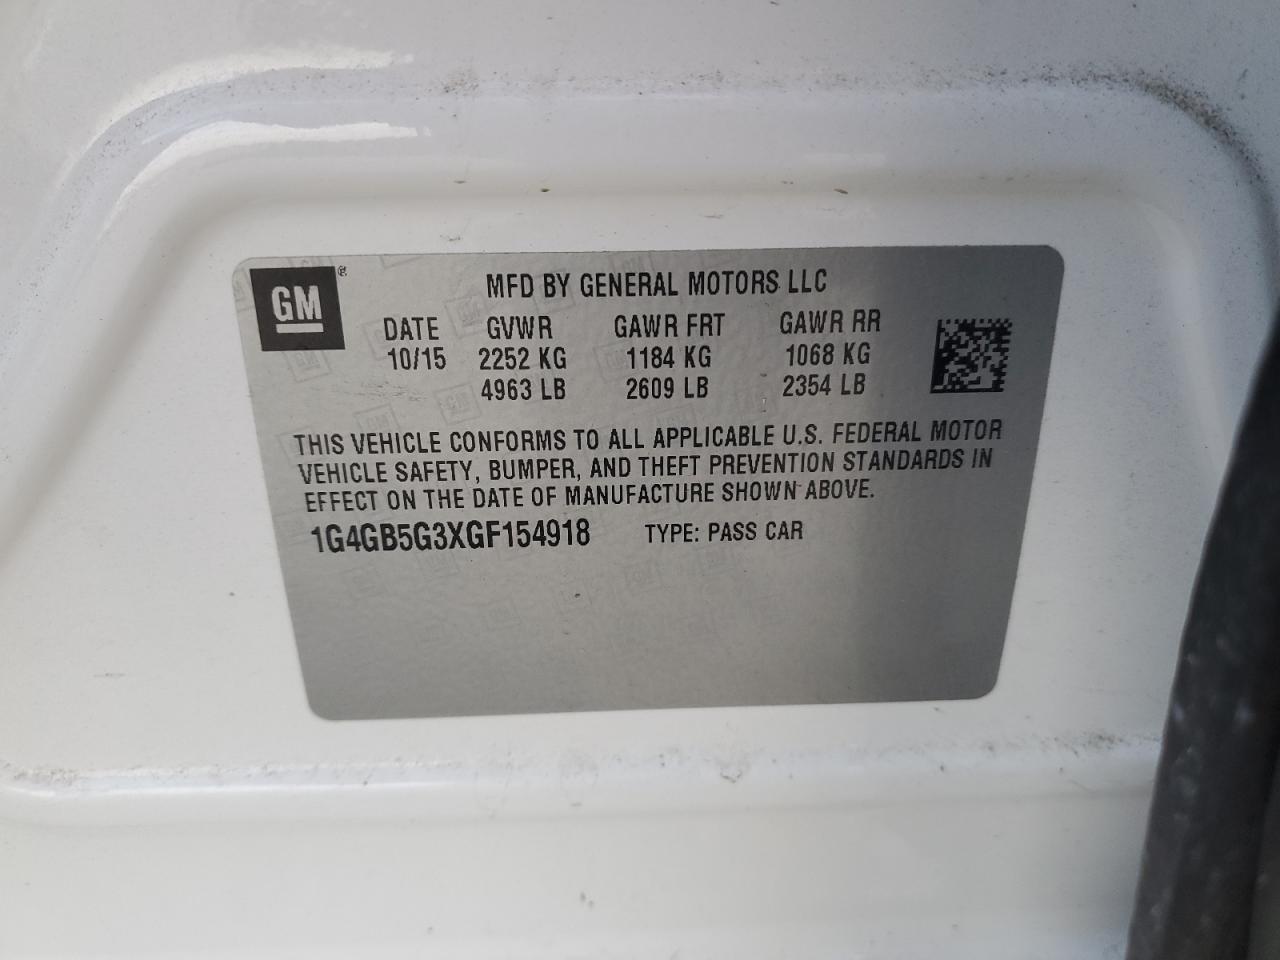 GM®
MFD BY GENERAL MOTORS LLC
DATE GVWR GAWR FRT GAWR RR
10/15 2252 KG 1184 KG 1068 KG
4963 LB 2609 LB 2354 LB
THIS VEHICLE CONFORMS TO ALL APPLICABLE U.S. FEDERAL MOTOR
VEHICLE SAFETY, BUMPER, AND THEFT PREVENTION STANDARDS IN
EFFECT ON THE DATE OF MANUFACTURE SHOWN ABOVE.
1G4GB5G3XGF154918 TYPE: PASS CAR